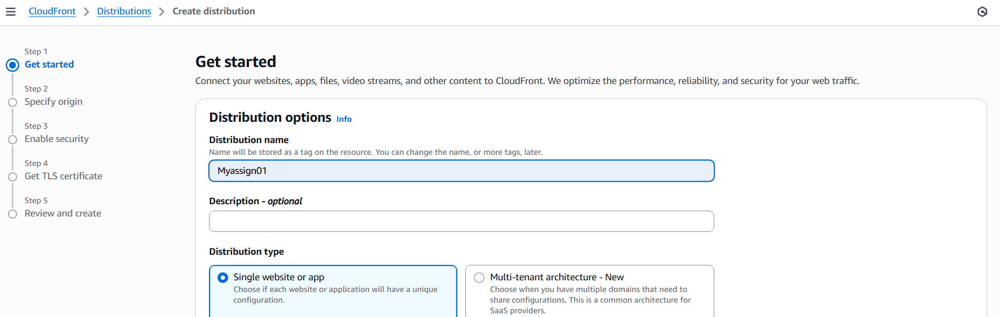 CloudFront > Distributions > Create distribution
Step 1
Get started
Step 2
Specify origin
Step 3
Enable security
Step 4
Get TLS certificate
Step 5
Review and create
Get started
Connect your websites, apps, files, video streams, and other content to CloudFront. We optimize the performance, reliability, and security for your web traffic.
Distribution options Info
Distribution name
Name will be stored as a tag on the resource. You can change the name, or more tags, later.
Myassign01
Description - optional
Distribution type
Single website or app
Choose if each website or application will have a unique
configuration.
Multi-tenant architecture - New
Choose when you have multiple domains that need to
share configurations. This is a common architecture for
SaaS providers.